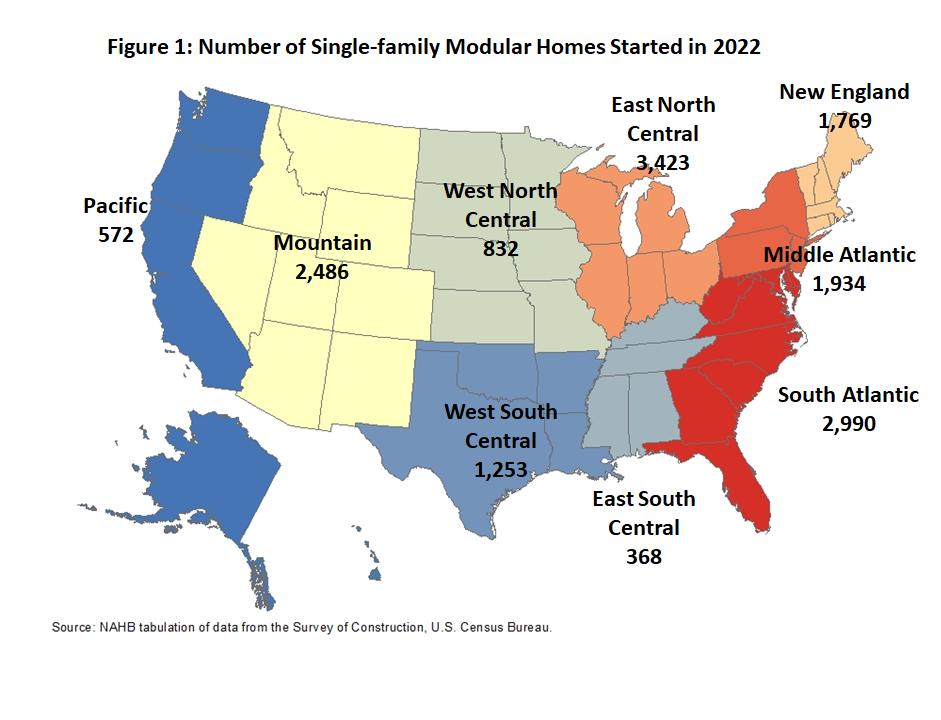 Figure 1: Number of Single-family Modular Homes Started in 2022
New England
1,769
East North
Central
3,423
West North
Central
832
Pacific
572
Mountain
2,486
Middle Atlantic
1,934
South Atlantic
2,990
West South
Central
1,253
East South
Central
368
Source: NAHB tabulation of data from the Survey of Construction, U.S. Census Bureau.